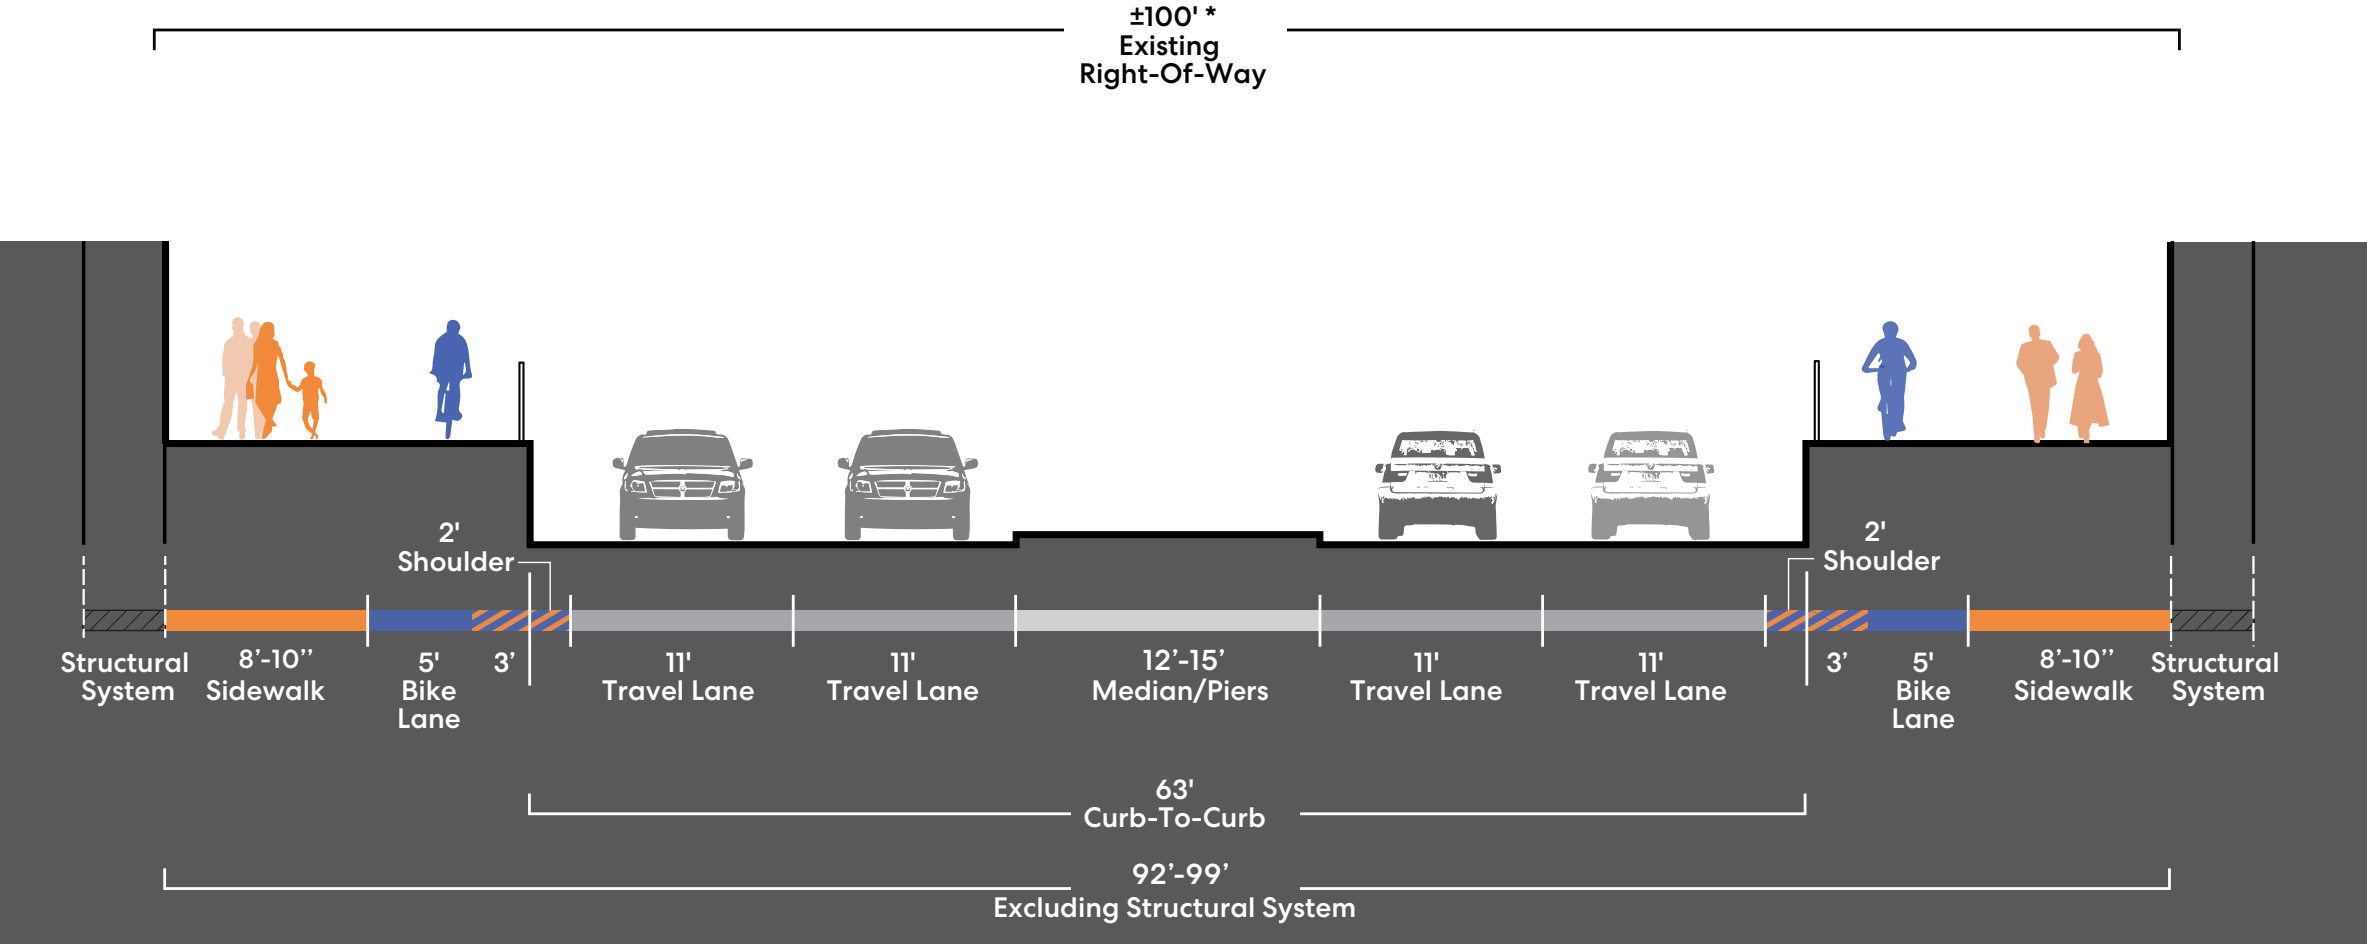 ±100' *
Existing
Right-Of-Way
2'
Shoulder
2'
Shoulder
Structural
System
8’-10’’
Sidewalk
5'
Bike
Lane
3’
11'
Travel Lane
11'
Travel Lane
12’-15’
Median/Piers
11'
Travel Lane
11'
Travel Lane
3’
5'
Bike
Lane
8’-10’’
Sidewalk
Structural
System
63'
Curb-To-Curb
92’-99’
Excluding Structural System